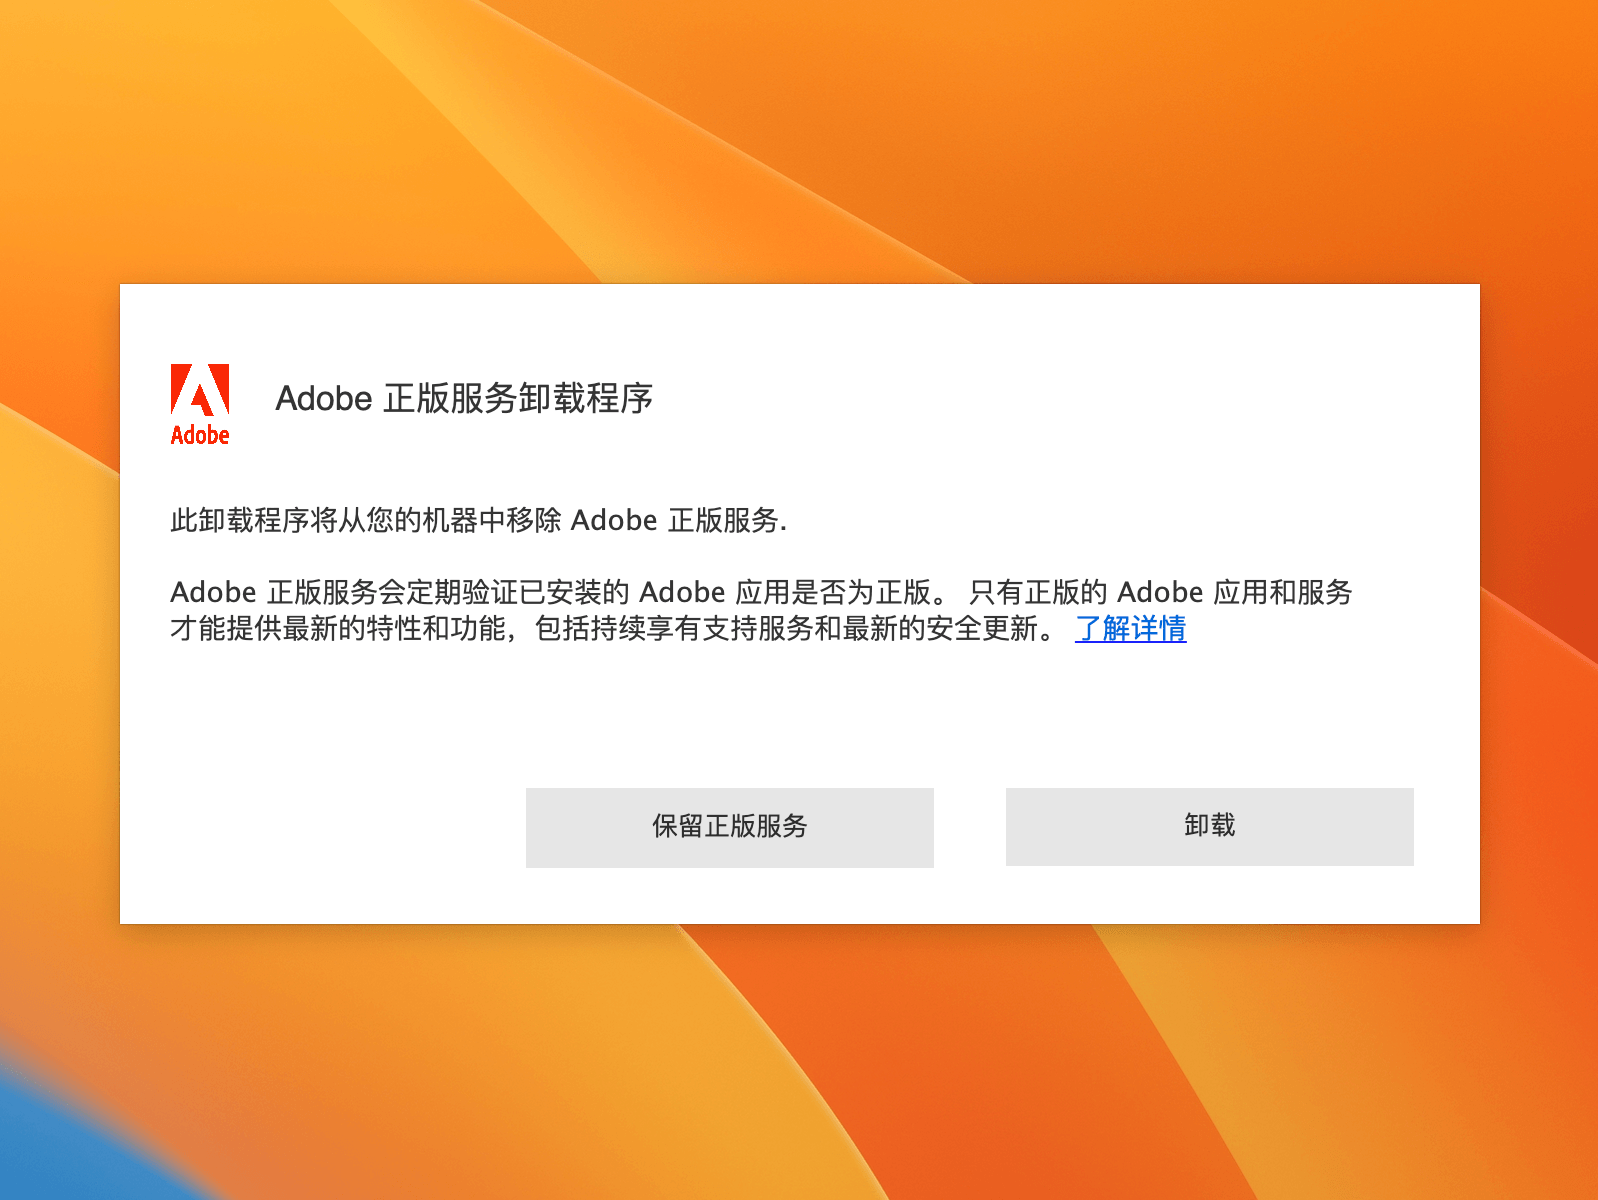 Adobe
Adobe 正版服务卸载程序
此卸载程序将从您的机器中移除 Adobe 正版服务.
Adobe 正版服务会定期验证已安装的 Adobe 应用是否为正版。 只有正版的 Adobe 应用和服务
才能提供最新的特性和功能，包括持续享有支持服务和最新的安全更新。 了解详情
保留正版服务
卸载